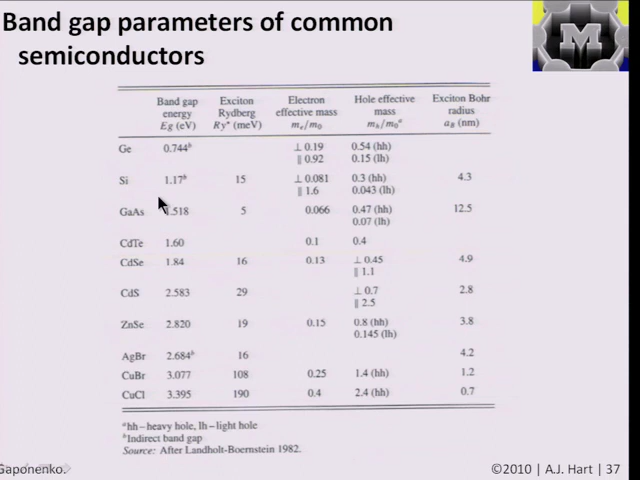 Band gap parameters of common
semiconductors
M
Band gap Exciton Electron Hole effective Exciton Bohr
energy Rydberg effective mass mass radius
Eg (eV) Ry* (meV) mₑ/m₀ mₕ/m₀ᵃ a_B (nm)
Ge 0.744ᵇ ⊥ 0.19 0.54 (hh)
∥ 0.92 0.15 (lh)
Si 1.17ᵇ 15 ⊥ 0.081 0.3 (hh) 4.3
∥ 1.6 0.043 (lh)
GaAs 1.518 5 0.066 0.47 (hh) 12.5
0.07 (lh)
CdTe 1.60 0.1 0.4
CdSe 1.84 16 0.13 ⊥ 0.45 4.9
∥ 1.1
CdS 2.583 29 ⊥ 0.7 2.8
∥ 2.5
ZnSe 2.820 19 0.15 0.8 (hh) 3.8
0.145 (lh)
AgBr 2.684ᵇ 16 4.2
CuBr 3.077 108 0.25 1.4 (hh) 1.2
CuCl 3.395 190 0.4 2.4 (hh) 0.7
ᵃhh – heavy hole, lh – light hole
ᵇIndirect band gap
Source: After Landholt-Boernstein 1982.
Gaponenko. ©2010 | A.J. Hart | 37